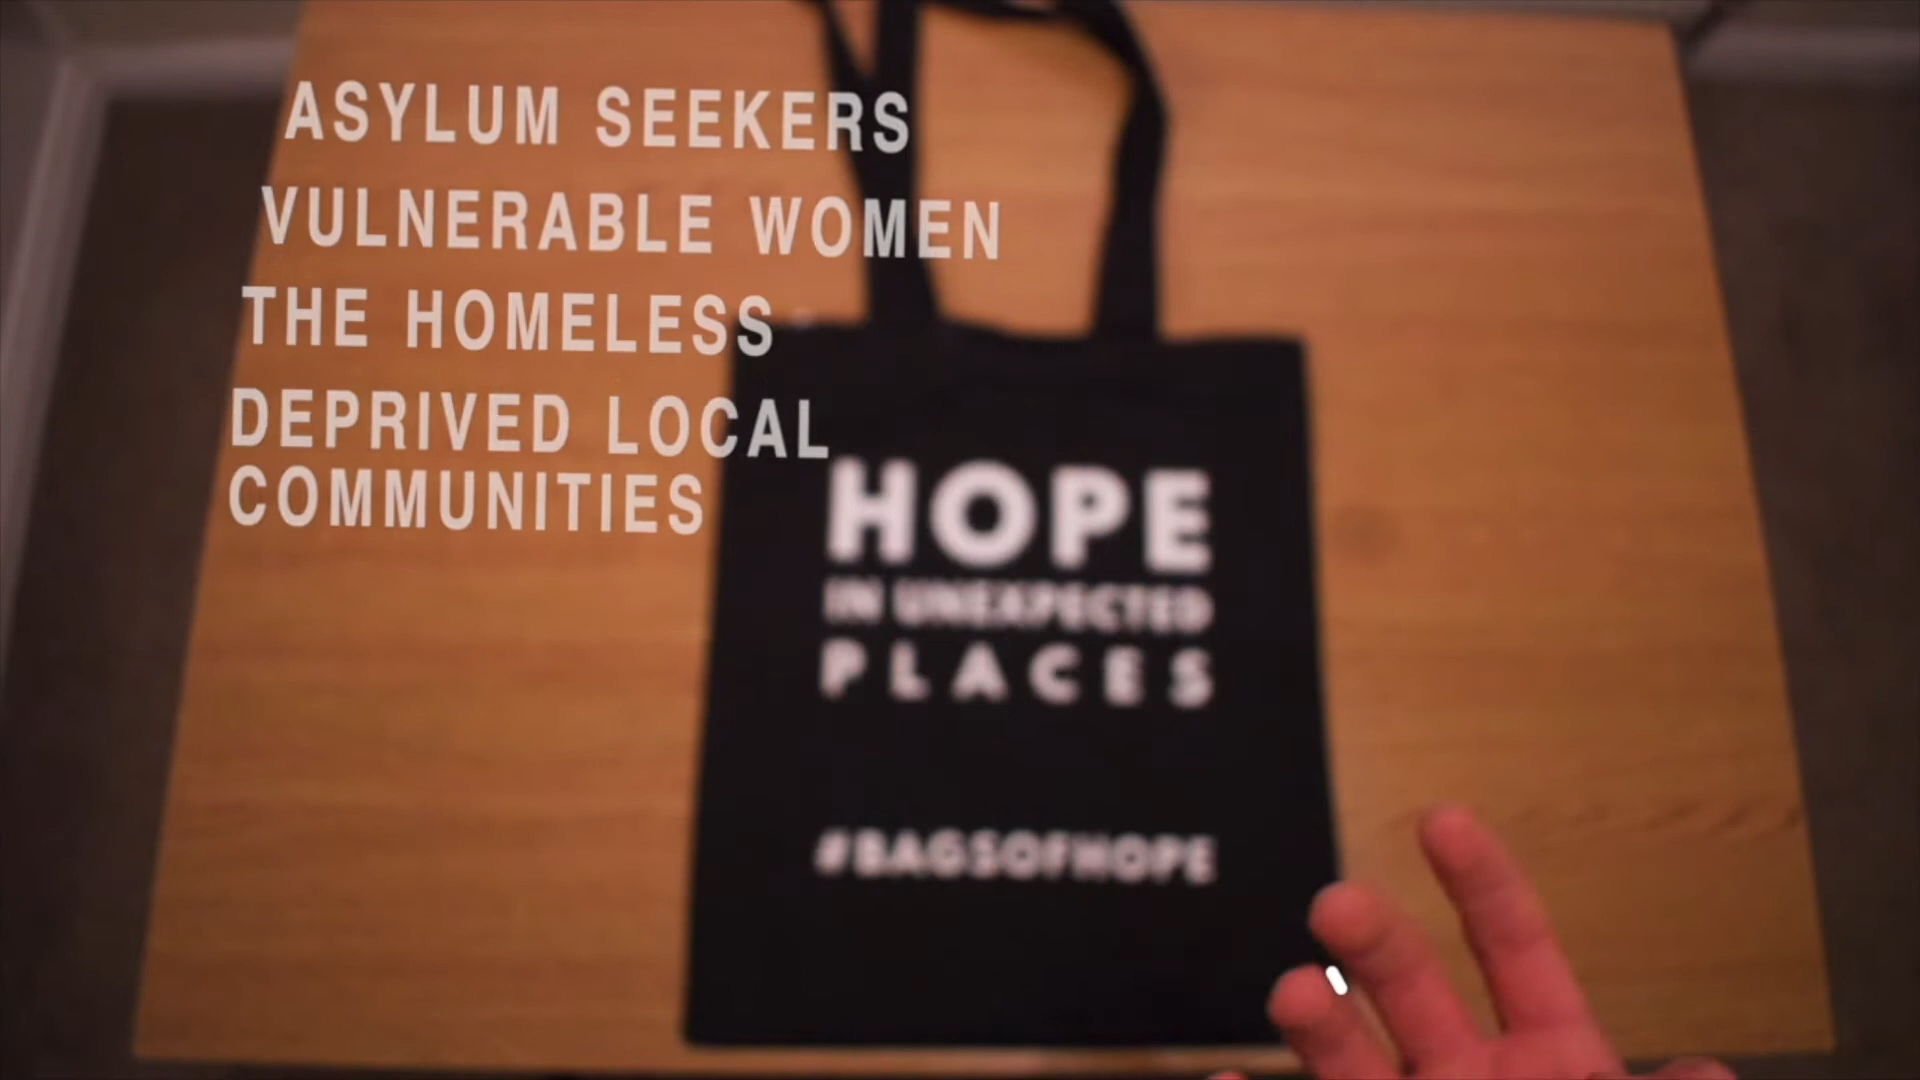 ASYLUM SEEKERS
VULNERABLE WOMEN
THE HOMELESS
DEPRIVED LOCAL
COMMUNITIES
HOPE
IN UNEXPECTED
PLACES
#BAGSOFHOPE